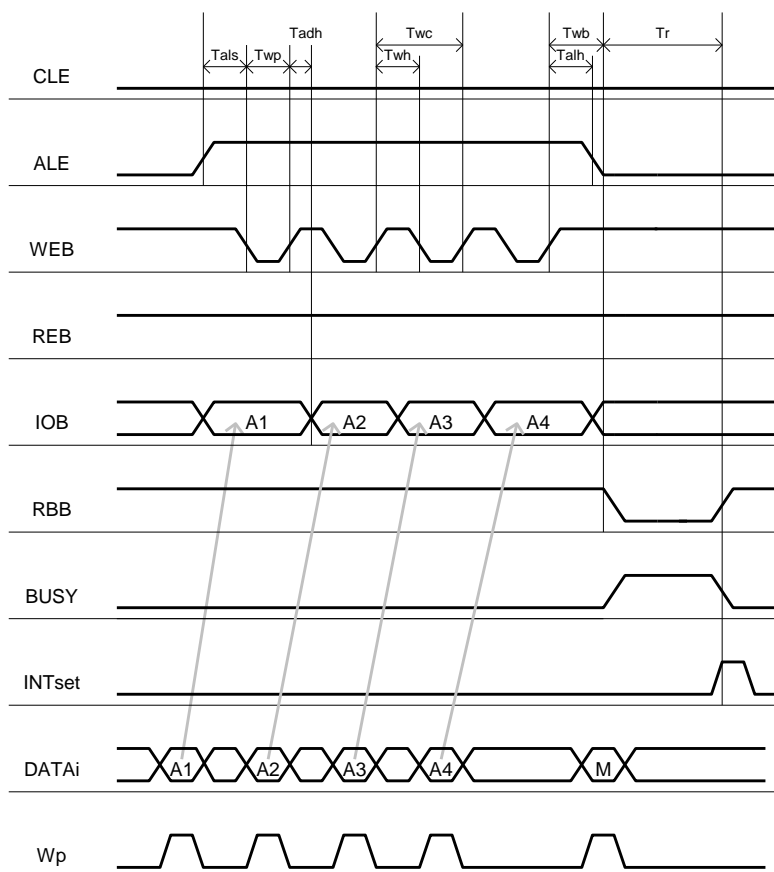 Tadh Twc Twb Tr
Tals Twp Twh Talh
CLE
ALE
WEB
REB
IOB A1 A2 A3 A4
RBB
BUSY
INTset
DATAi A1 A2 A3 A4 M
Wp